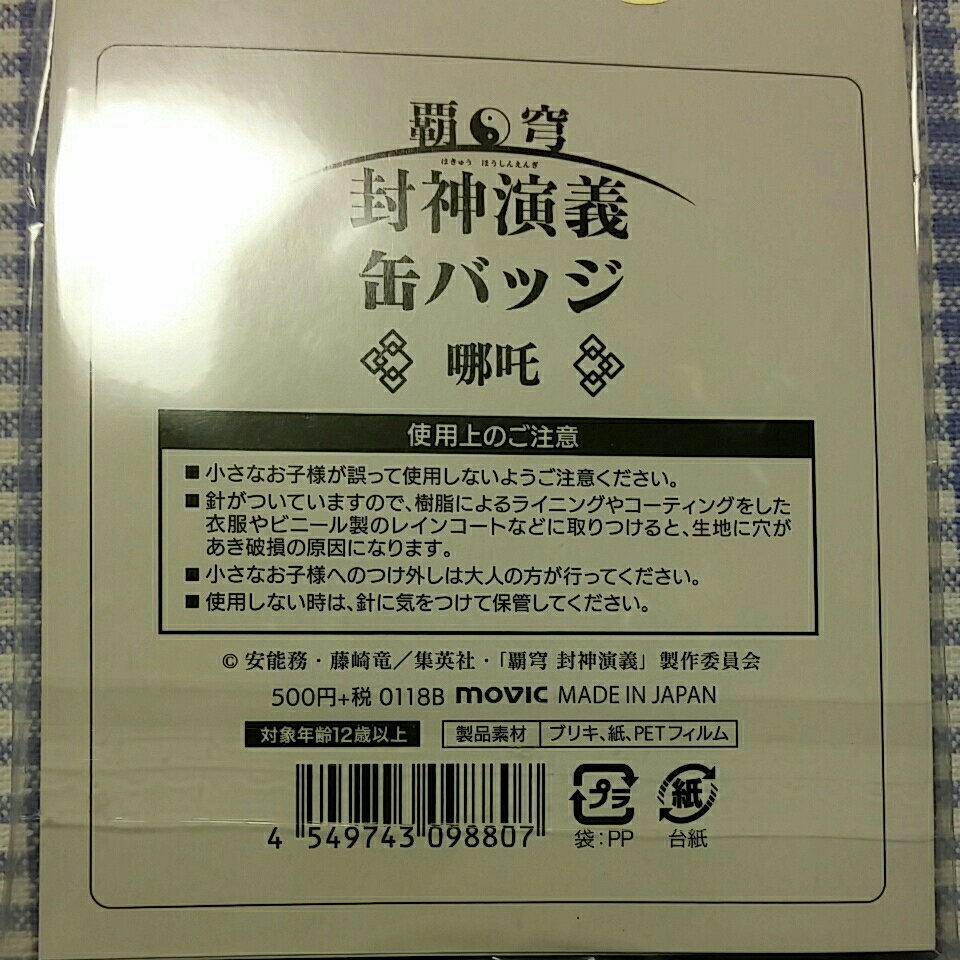 覇穹
はきゅう ほうしんえんぎ
封神演義
缶バッジ
哪吒
使用上のご注意
■小さなお子様が誤って使用しないようご注意ください。
■針がついていますので、樹脂によるライニングやコーティングをした
衣服やビニール製のレインコートなどに取りつけると、生地に穴が
あき破損の原因になります。
■小さなお子様へのつけ外しは大人の方が行ってください。
■使用しない時は、針に気をつけて保管してください。
© 安能務・藤崎竜/集英社・「覇穹 封神演義」製作委員会
500円+税 0118B movic MADE IN JAPAN
対象年齢12歳以上 製品素材 ブリキ、紙、PETフィルム
プラ 紙
4 549743 098807 袋:PP 台紙